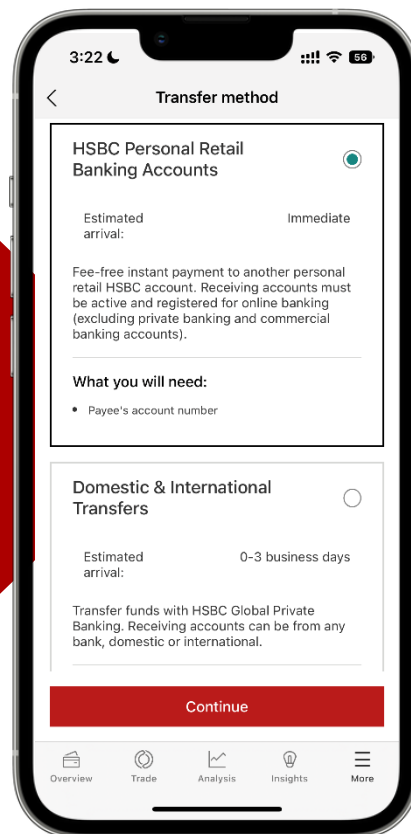 3:22
56
Transfer method
HSBC Personal Retail
Banking Accounts
Estimated
arrival:
Immediate
Fee-free instant payment to another personal
retail HSBC account. Receiving accounts must
be active and registered for online banking
(excluding private banking and commercial
banking accounts).
What you will need:
• Payee's account number
Domestic & International
Transfers
Estimated
arrival:
0-3 business days
Transfer funds with HSBC Global Private
Banking. Receiving accounts can be from any
bank, domestic or international.
Continue
Overview
Trade
Analysis
Insights
More